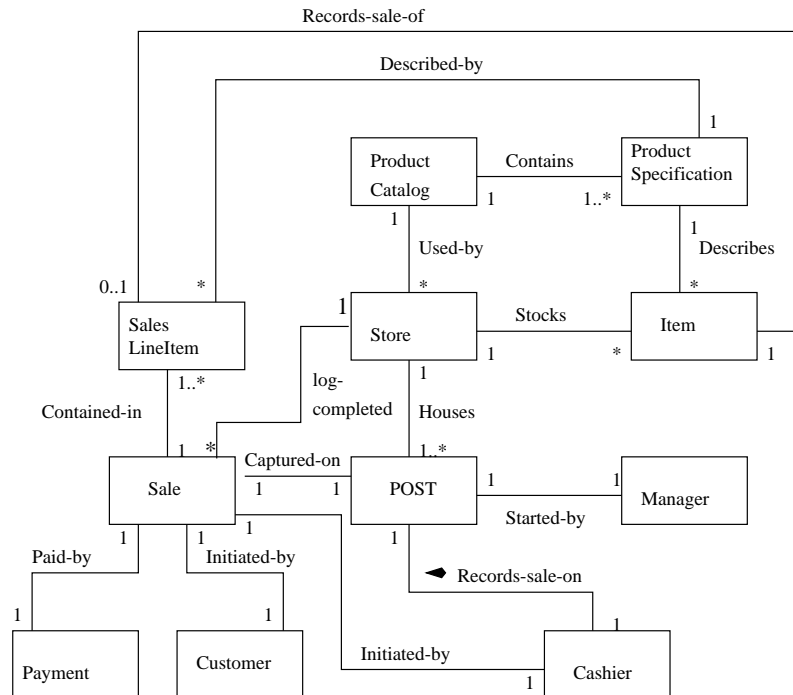 Records-sale-of
Described-by
1
Product
Catalog
Contains
Product
Specification
1
1..*
1
1
Used-by
Describes
0..1
*
*
*
1
Sales
LineItem
Store
Stocks
Item
1
*
1
1..*
1
log-
completed
Contained-in
Houses
1
*
1..*
Captured-on
Sale
1
1
POST
1
1
Manager
Started-by
1
1
1
1
Paid-by
Initiated-by
Records-sale-on
1
1
1
Payment
Customer
Initiated-by
1
Cashier